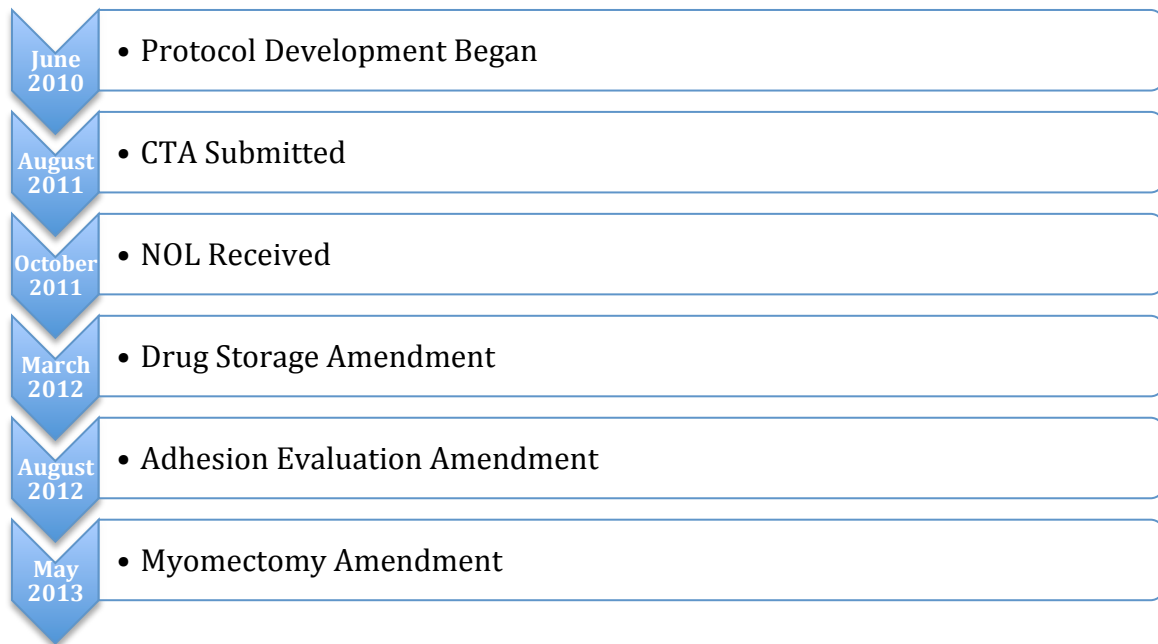 June
2010
• Protocol Development Began
August
2011
• CTA Submitted
October
2011
• NOL Received
March
2012
• Drug Storage Amendment
August
2012
• Adhesion Evaluation Amendment
May
2013
• Myomectomy Amendment